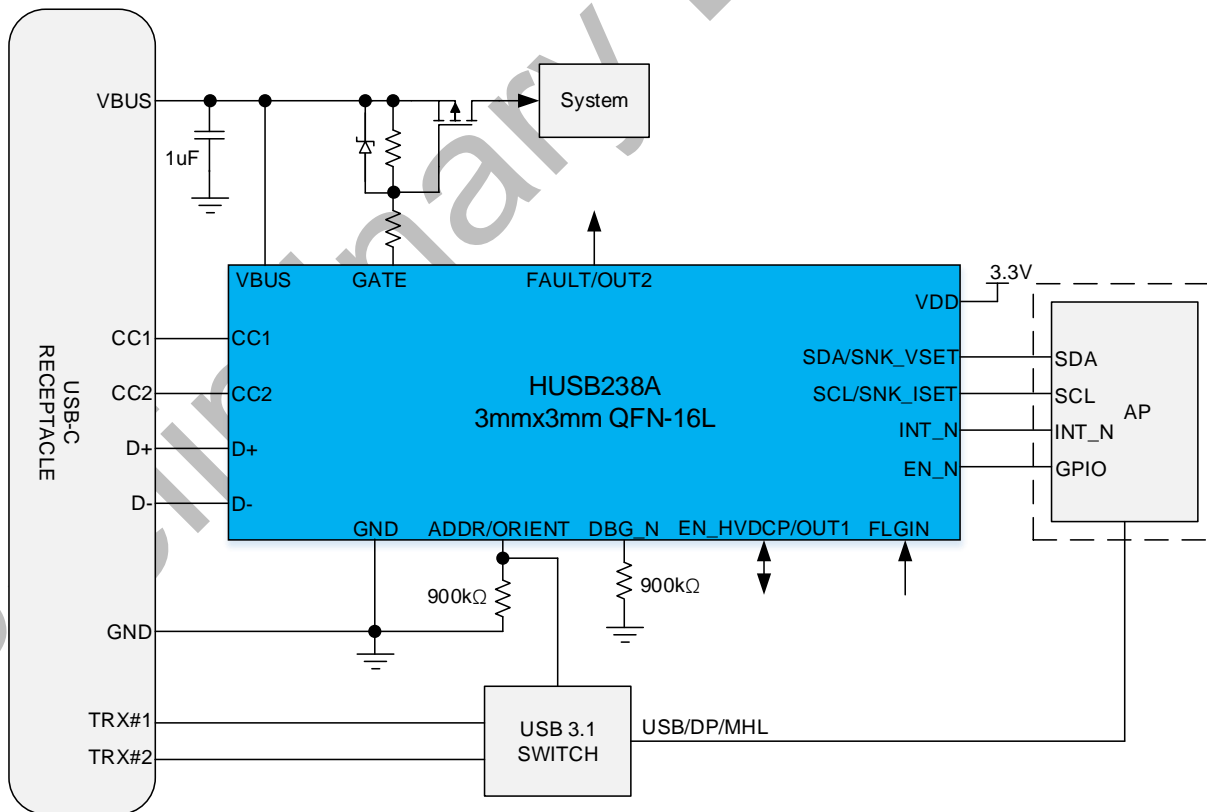 VBUS
1uF
System
VBUS
GATE
FAULT/OUT2
3.3V
VDD
CC1
CC1
SDA/SNK_VSET
SDA
USB-C
RECEPTACLE
CC2
CC2
HUSB238A
3mmx3mm QFN-16L
SCL/SNK_ISET
SCL
AP
D+
D+
INT_N
INT_N
D-
D-
EN_N
GPIO
GND
ADDR/ORIENT
DBG_N
EN_HVDCP/OUT1
FLGIN
900kΩ
900kΩ
GND
TRX#1
TRX#2
USB 3.1
SWITCH
USB/DP/MHL